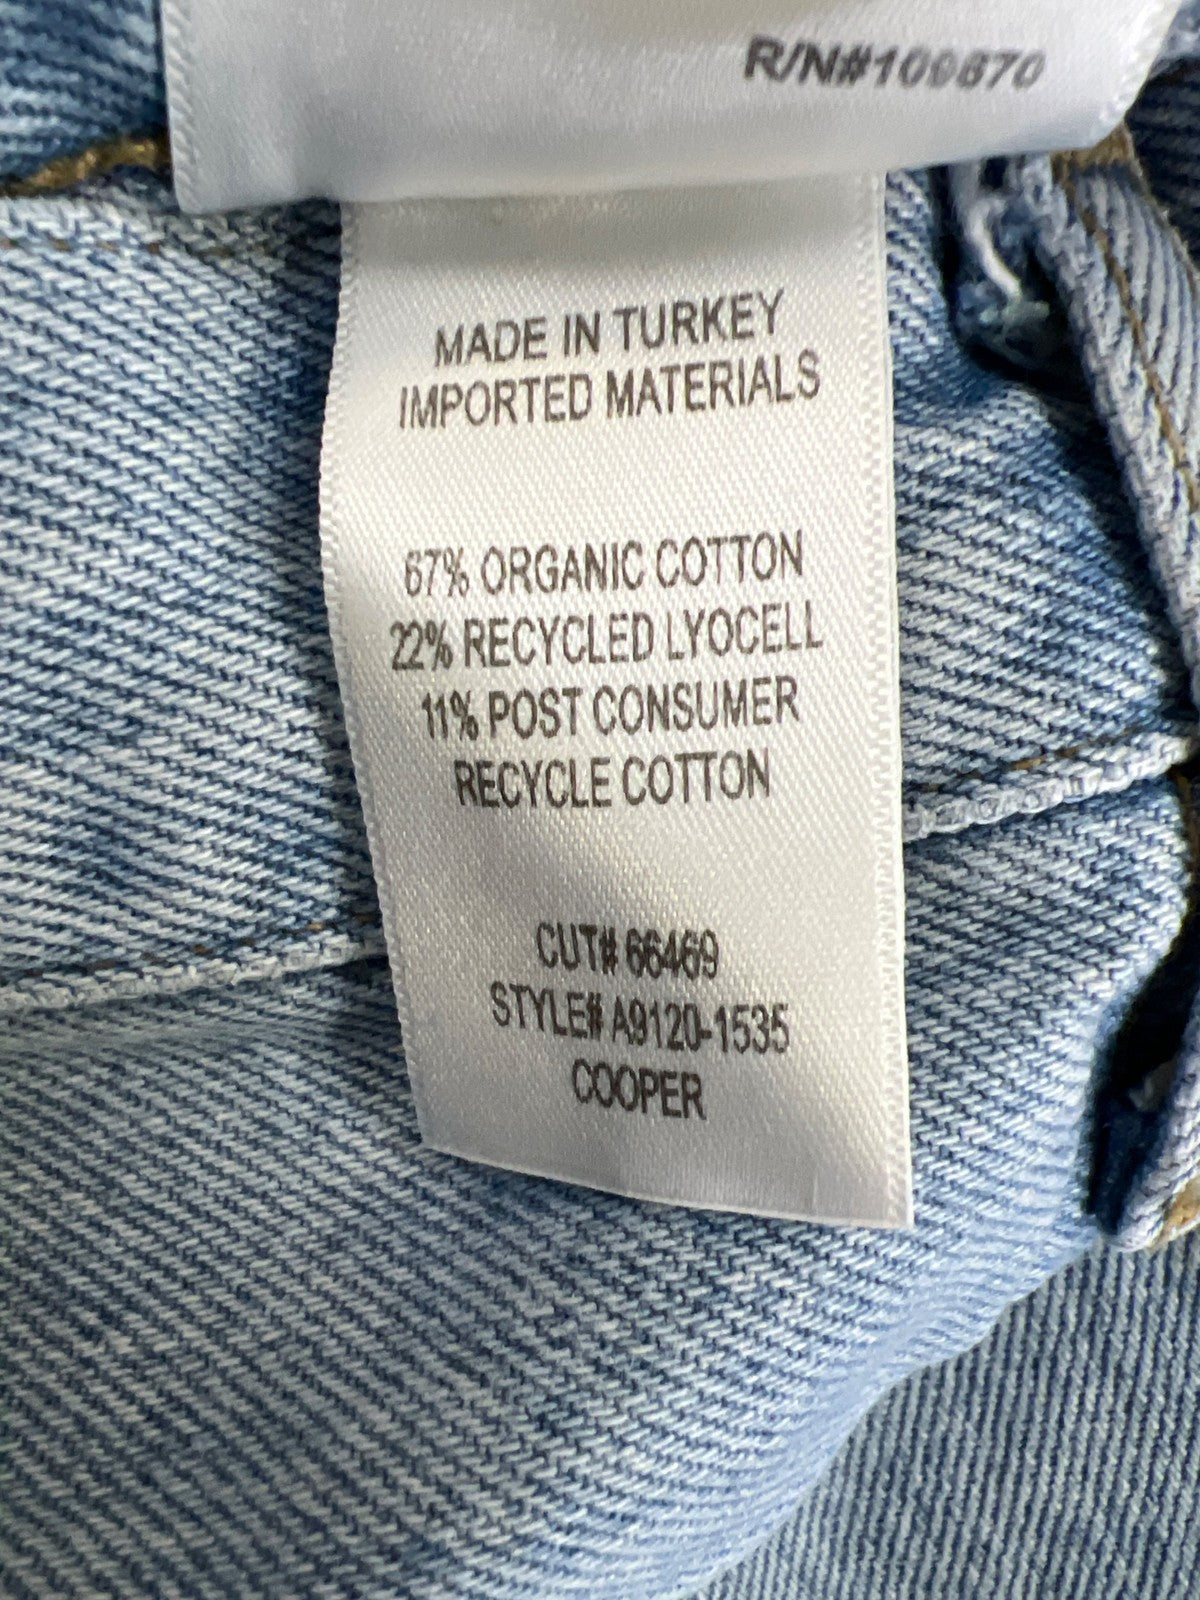 R/N#109870
MADE IN TURKEY
IMPORTED MATERIALS
67% ORGANIC COTTON
22% RECYCLED LYOCELL
11% POST CONSUMER
RECYCLE COTTON
CUT# 66469
STYLE# A9120-1535
COOPER